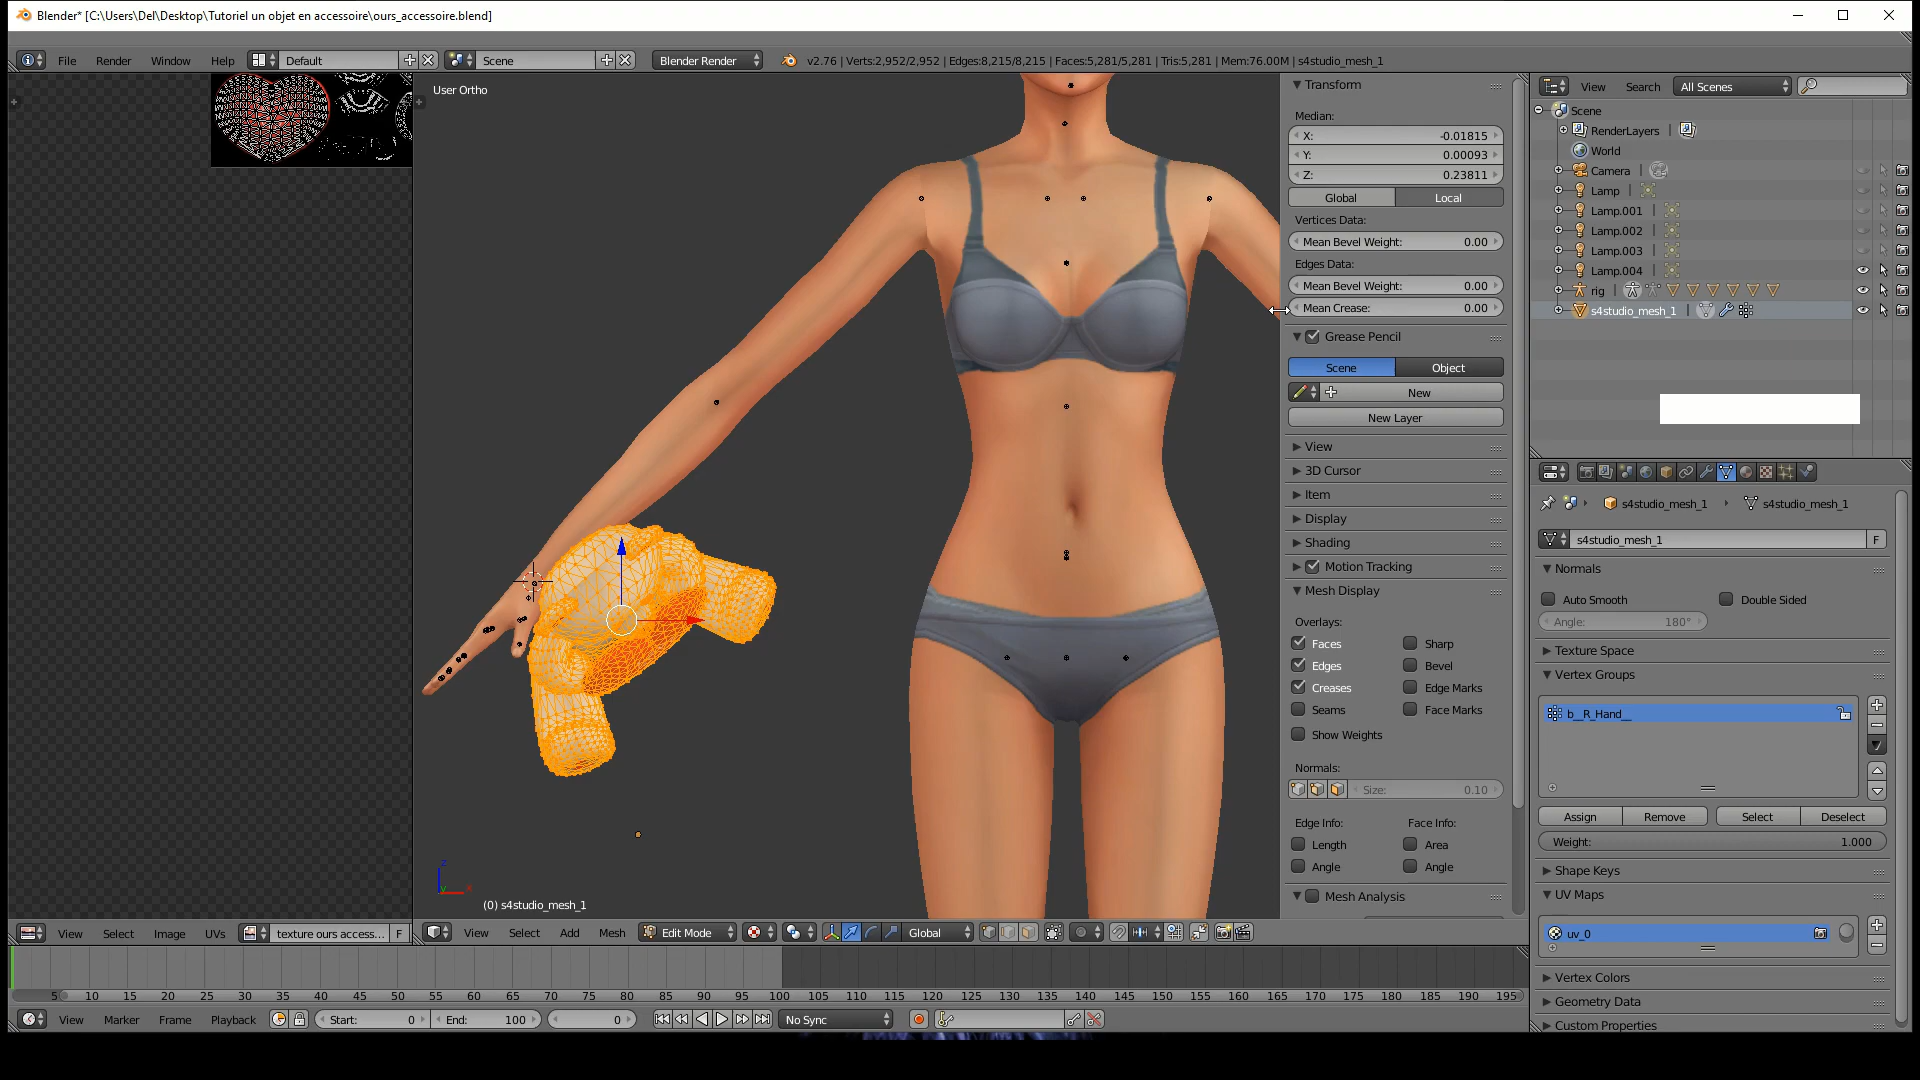 Blender* [C:\Users\Del\Desktop\Tutoriel un objet en accessoire\ours_accessoire.blend]
File Render Window Help Default Scene Blender Render v2.76 | Verts:2,952/2,952 | Edges:8,215/8,215 | Faces:5,281/5,281 | Tris:5,281 | Mem:76.00M | s4studio_mesh_1
User Ortho
Transform
Median:
X: -0.01815
Y: 0.00093
Z: 0.23811
Global Local
Vertices Data:
Mean Bevel Weight: 0.00
Edges Data:
Mean Bevel Weight: 0.00
Mean Crease: 0.00
Grease Pencil
Scene Object
New
New Layer
View
3D Cursor
Item
Display
Shading
Motion Tracking
Mesh Display
Overlays:
Faces Sharp
Edges Bevel
Creases Edge Marks
Seams Face Marks
Show Weights
Normals:
Size: 0.10
Edge Info: Face Info:
Length Area
Angle Angle
Mesh Analysis
View Search All Scenes
Scene
RenderLayers
World
Camera
Lamp
Lamp.001
Lamp.002
Lamp.003
Lamp.004
rig
s4studio_mesh_1
s4studio_mesh_1 s4studio_mesh_1
s4studio_mesh_1 F
Normals
Auto Smooth Double Sided
Angle: 180°
Texture Space
Vertex Groups
b__R_Hand__
Assign Remove Select Deselect
Weight: 1.000
Shape Keys
UV Maps
uv_0
Vertex Colors
Geometry Data
Custom Properties
z
y x
(0) s4studio_mesh_1
View Select Image UVs texture ours access... F
View Select Add Mesh Edit Mode Global
5 10 15 20 25 30 35 40 45 50 55 60 65 70 75 80 85 90 95 100 105 110 115 120 125 130 135 140 145 150 155 160 165 170 175 180 185 190 195
View Marker Frame Playback Start: 0 End: 100 0 No Sync